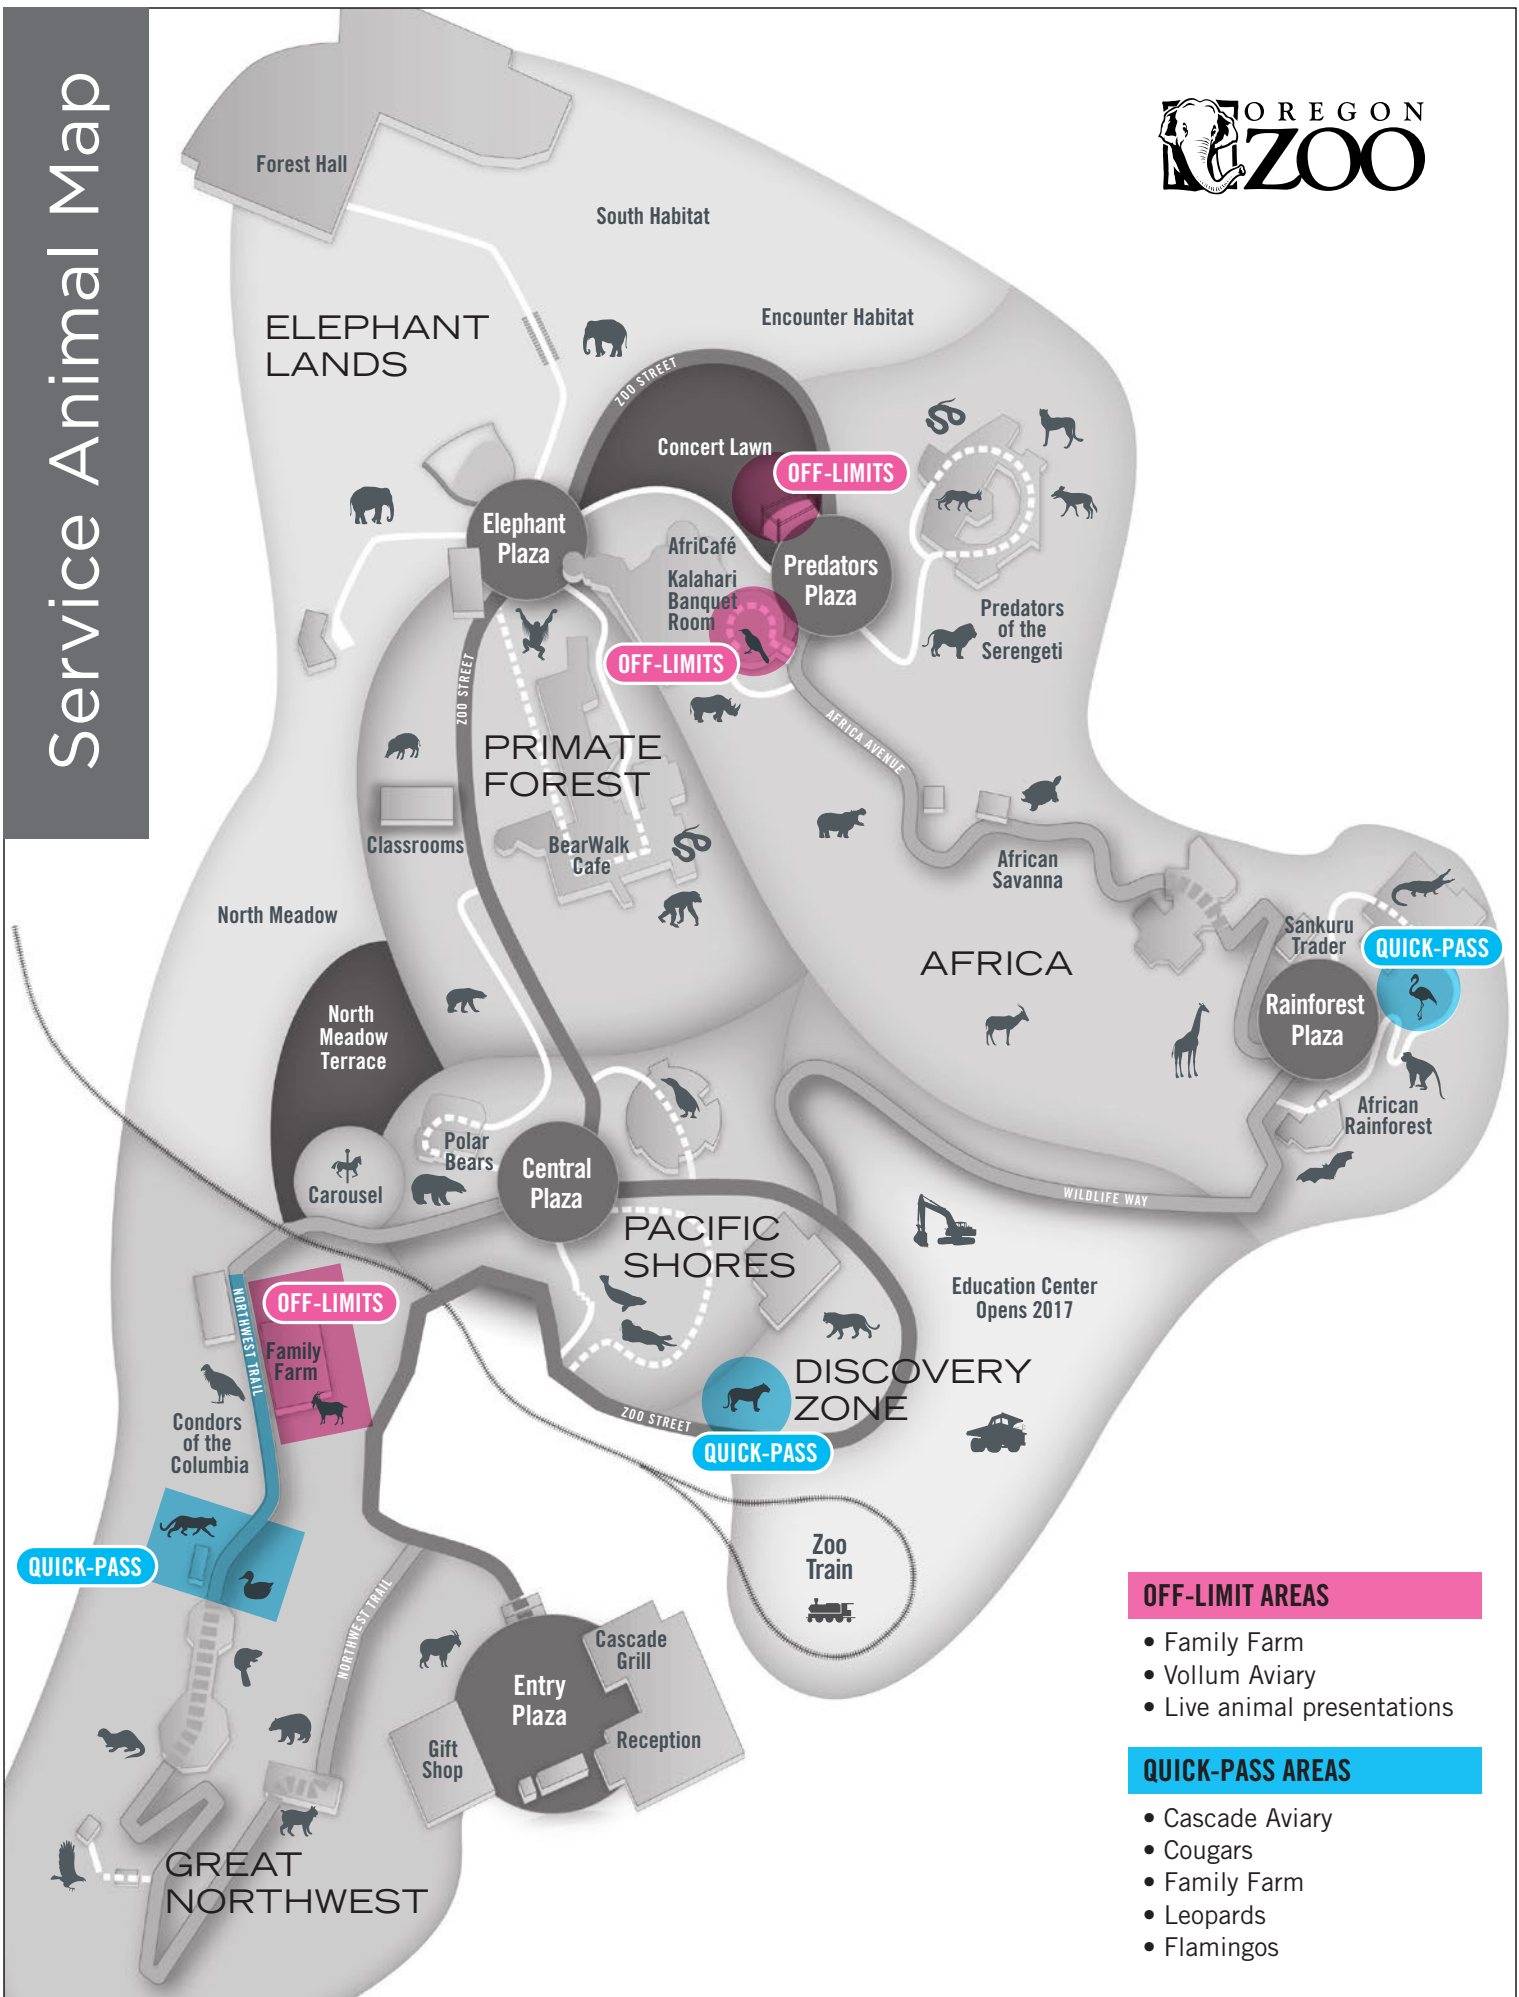 Service Animal Map
OREGON
ZOO
Forest Hall
South Habitat
ELEPHANT
LANDS
Encounter Habitat
ZOO STREET
Concert Lawn
OFF-LIMITS
Elephant
Plaza
AfriCafé
Kalahari
Banquet
Room
Predators
Plaza
OFF-LIMITS
Predators
of the
Serengeti
ZOO STREET
PRIMATE
FOREST
AFRICA AVENUE
Classrooms
BearWalk
Cafe
African
Savanna
North Meadow
Sankuru
Trader
QUICK-PASS
AFRICA
North
Meadow
Terrace
Rainforest
Plaza
African
Rainforest
Polar
Bears
Carousel
Central
Plaza
WILDLIFE WAY
PACIFIC
SHORES
Education Center
Opens 2017
OFF-LIMITS
NORTHWEST TRAIL
Family
Farm
DISCOVERY
ZONE
ZOO STREET
QUICK-PASS
Condors
of the
Columbia
QUICK-PASS
Zoo
Train
NORTHWEST TRAIL
Cascade
Grill
Entry
Plaza
Reception
Gift
Shop
GREAT
NORTHWEST
OFF-LIMIT AREAS
• Family Farm
• Vollum Aviary
• Live animal presentations
QUICK-PASS AREAS
• Cascade Aviary
• Cougars
• Family Farm
• Leopards
• Flamingos